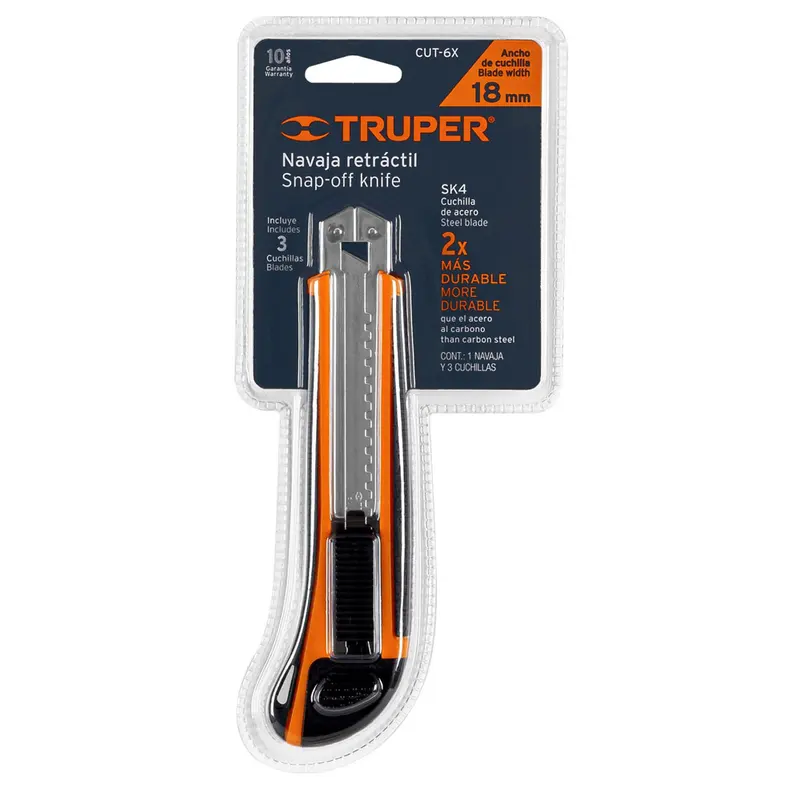 10 años
Garantía
Warranty
CUT-6X
Ancho
de cuchilla
Blade width
18 mm
TRUPER®
Navaja retráctil
Snap-off knife
Incluye
Includes
3
Cuchillas
Blades
SK4
Cuchilla
de acero
Steel blade
2x
MÁS
DURABLE
MORE
DURABLE
que el acero
al carbono
than carbon steel
CONT.: 1 NAVAJA
Y 3 CUCHILLAS